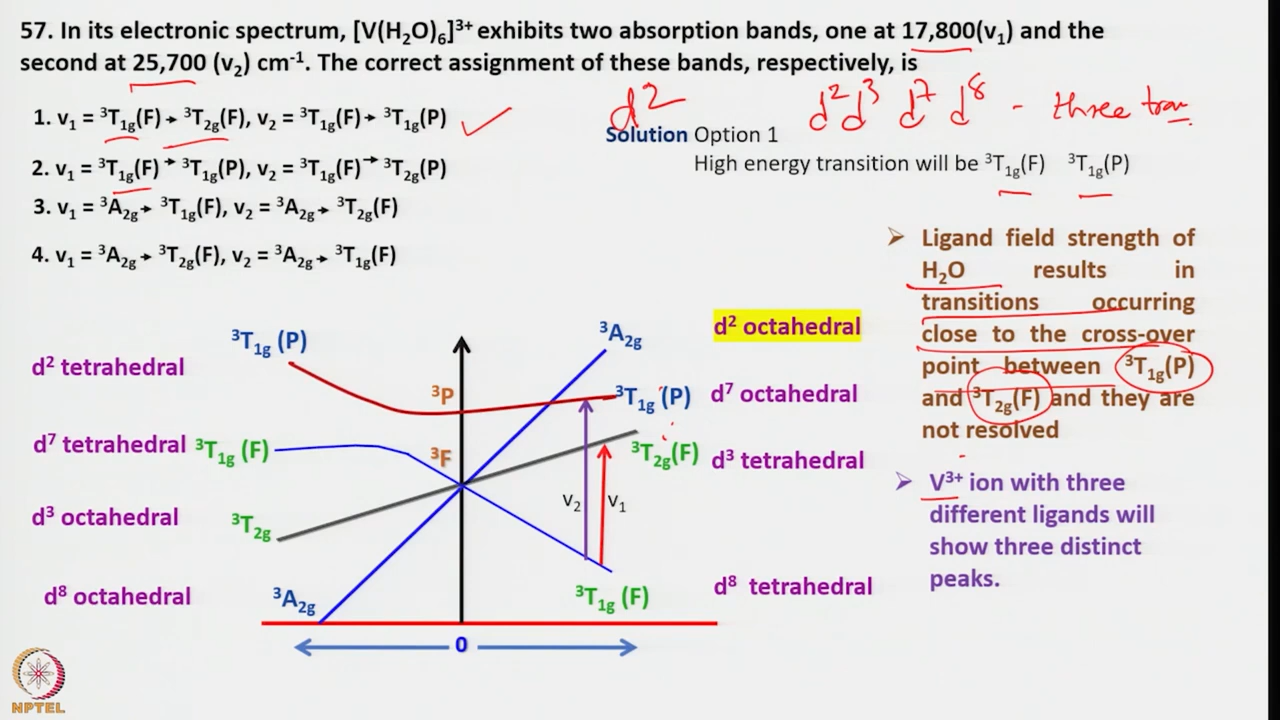 57. In its electronic spectrum, [V(H₂O)₆]³⁺ exhibits two absorption bands, one at 17,800(v₁) and the
second at 25,700 (v₂) cm⁻¹. The correct assignment of these bands, respectively, is
1. v₁ = ³T₁g(F) → ³T₂g(F), v₂ = ³T₁g(F) → ³T₁g(P)
2. v₁ = ³T₁g(F) → ³T₁g(P), v₂ = ³T₁g(F) → ³T₂g(P)
3. v₁ = ³A₂g → ³T₁g(F), v₂ = ³A₂g → ³T₂g(F)
4. v₁ = ³A₂g → ³T₂g(F), v₂ = ³A₂g → ³T₁g(F)
d²
d² d³ d⁷ d⁸ - three tran
Solution Option 1
High energy transition will be ³T₁g(F) ³T₁g(P)
➢ Ligand field strength of
H₂O results in
transitions occurring
close to the cross-over
point between ³T₁g(P)
and ³T₂g(F) and they are
not resolved
➢ V³⁺ ion with three
different ligands will
show three distinct
peaks.
d² tetrahedral
d⁷ tetrahedral
d³ octahedral
d⁸ octahedral
³T₁g (P)
³T₁g (F)
³T₂g
³A₂g
³P
³F
v₂
v₁
³A₂g
³T₁g (P)
³T₂g(F)
³T₁g (F)
d² octahedral
d⁷ octahedral
d³ tetrahedral
d⁸ tetrahedral
0
NPTEL